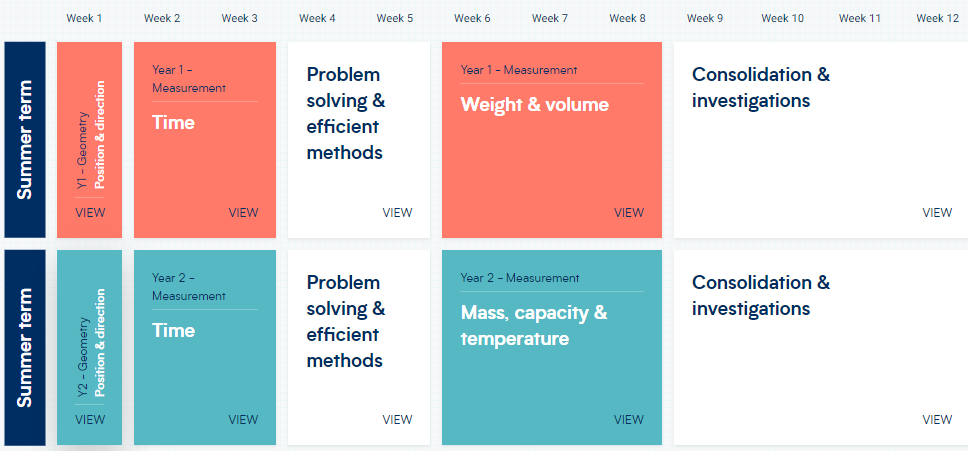 Week 1 Week 2 Week 3 Week 4 Week 5 Week 6 Week 7 Week 8 Week 9 Week 10 Week 11 Week 12
Summer term
Y1 – Geometry
Position & direction
VIEW
Year 1 –
Measurement
Time
VIEW
Problem
solving &
efficient
methods
VIEW
Year 1 – Measurement
Weight & volume
VIEW
Consolidation &
investigations
VIEW
Summer term
Y2 – Geometry
Position & direction
VIEW
Year 2 –
Measurement
Time
VIEW
Problem
solving &
efficient
methods
VIEW
Year 2 – Measurement
Mass, capacity &
temperature
VIEW
Consolidation &
investigations
VIEW